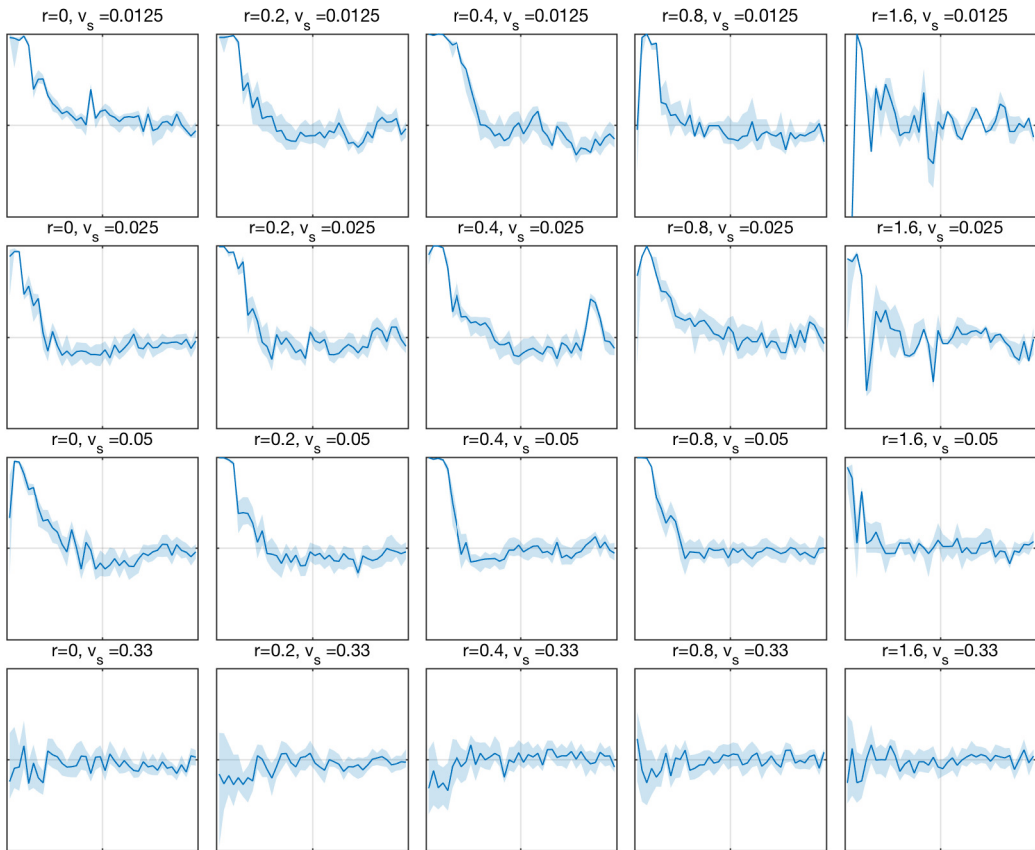 r=0, v_s =0.0125
r=0.2, v_s =0.0125
r=0.4, v_s =0.0125
r=0.8, v_s =0.0125
r=1.6, v_s =0.0125
r=0, v_s =0.025
r=0.2, v_s =0.025
r=0.4, v_s =0.025
r=0.8, v_s =0.025
r=1.6, v_s =0.025
r=0, v_s =0.05
r=0.2, v_s =0.05
r=0.4, v_s =0.05
r=0.8, v_s =0.05
r=1.6, v_s =0.05
r=0, v_s =0.33
r=0.2, v_s =0.33
r=0.4, v_s =0.33
r=0.8, v_s =0.33
r=1.6, v_s =0.33